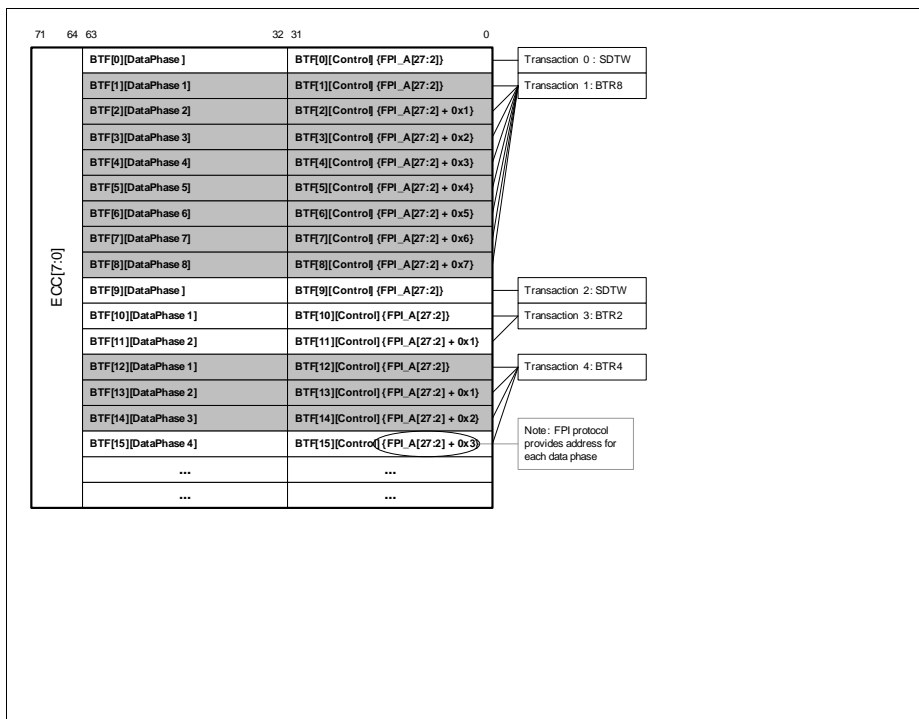 71 64 63 32 31 0
BTF[0][DataPhase] BTF[0][Control] {FPI_A[27:2]} Transaction 0 : SDTW
BTF[1][DataPhase 1] BTF[1][Control] {FPI_A[27:2]} Transaction 1: BTR8
BTF[2][DataPhase 2] BTF[2][Control] {FPI_A[27:2] + 0x1}
BTF[3][DataPhase 3] BTF[3][Control] {FPI_A[27:2] + 0x2}
BTF[4][DataPhase 4] BTF[4][Control] {FPI_A[27:2] + 0x3}
BTF[5][DataPhase 5] BTF[5][Control] {FPI_A[27:2] + 0x4}
BTF[6][DataPhase 6] BTF[6][Control] {FPI_A[27:2] + 0x5}
BTF[7][DataPhase 7] BTF[7][Control] {FPI_A[27:2] + 0x6}
BTF[8][DataPhase 8] BTF[8][Control] {FPI_A[27:2] + 0x7}
ECC[7:0]
BTF[9][DataPhase] BTF[9][Control] {FPI_A[27:2]} Transaction 2: SDTW
BTF[10][DataPhase 1] BTF[10][Control] {FPI_A[27:2]} Transaction 3: BTR2
BTF[11][DataPhase 2] BTF[11][Control] {FPI_A[27:2] + 0x1}
BTF[12][DataPhase 1] BTF[12][Control] {FPI_A[27:2]} Transaction 4: BTR4
BTF[13][DataPhase 2] BTF[13][Control] {FPI_A[27:2] + 0x1}
BTF[14][DataPhase 3] BTF[14][Control] {FPI_A[27:2] + 0x2}
BTF[15][DataPhase 4] BTF[15][Control] {FPI_A[27:2] + 0x3}
Note: FPI protocol
provides address for
each data phase
... ...
... ...